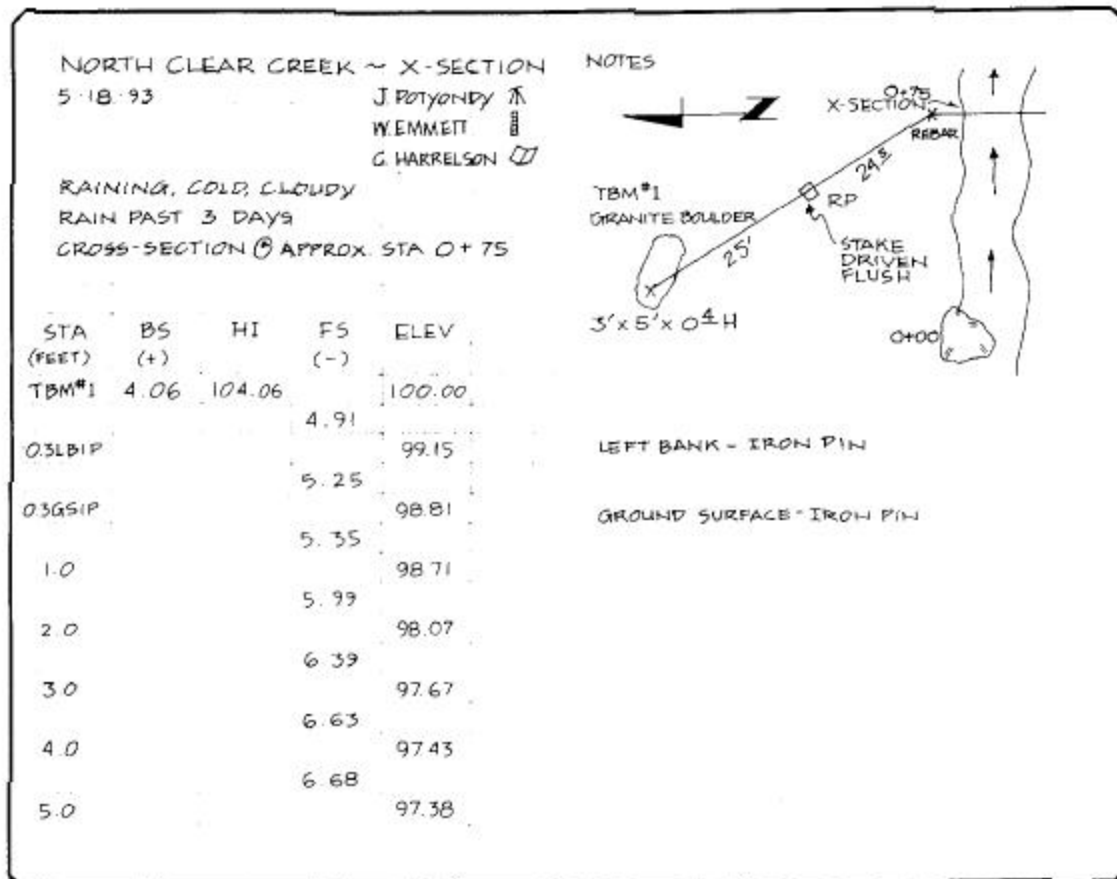 NORTH CLEAR CREEK ~ X-SECTION
5·18·93
J. POTYONDY
W. EMMETT
C. HARRELSON
RAINING, COLD, CLOUDY
RAIN PAST 3 DAYS
CROSS-SECTION @ APPROX. STA 0+75
STA BS HI FS ELEV
(FEET) (+) (-)
TBM#1 4.06 104.06 100.00
4.91
0.3LBIP 99.15
5.25
0.3GSIP 98.81
5.35
1.0 98.71
5.99
2.0 98.07
6.39
3.0 97.67
6.63
4.0 97.43
6.68
5.0 97.38
NOTES
Z
0+75
X-SECTION
REBAR
24.5
RP
TBM#1
GRANITE BOULDER
25'
STAKE
DRIVEN
FLUSH
3' x 5' x 0.4 H
0+00
LEFT BANK - IRON PIN
GROUND SURFACE - IRON PIN